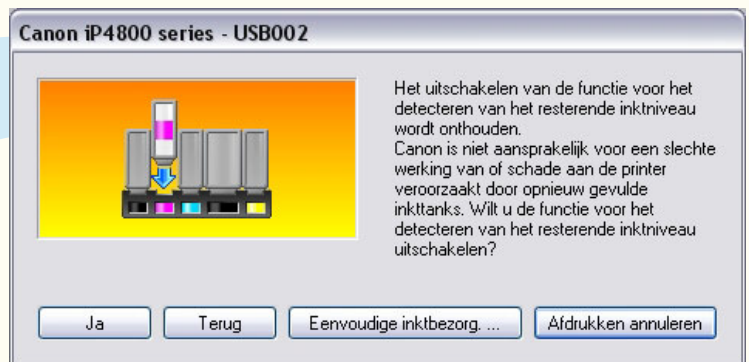 Canon iP4800 series - USB002
Het uitschakelen van de functie voor het
detecteren van het resterende inktniveau
wordt onthouden.
Canon is niet aansprakelijk voor een slechte
werking van of schade aan de printer
veroorzaakt door opnieuw gevulde
inkttanks. Wilt u de functie voor het
detecteren van het resterende inktniveau
uitschakelen?
Ja
Terug
Eenvoudige inktbezorg. ...
Afdrukken annuleren